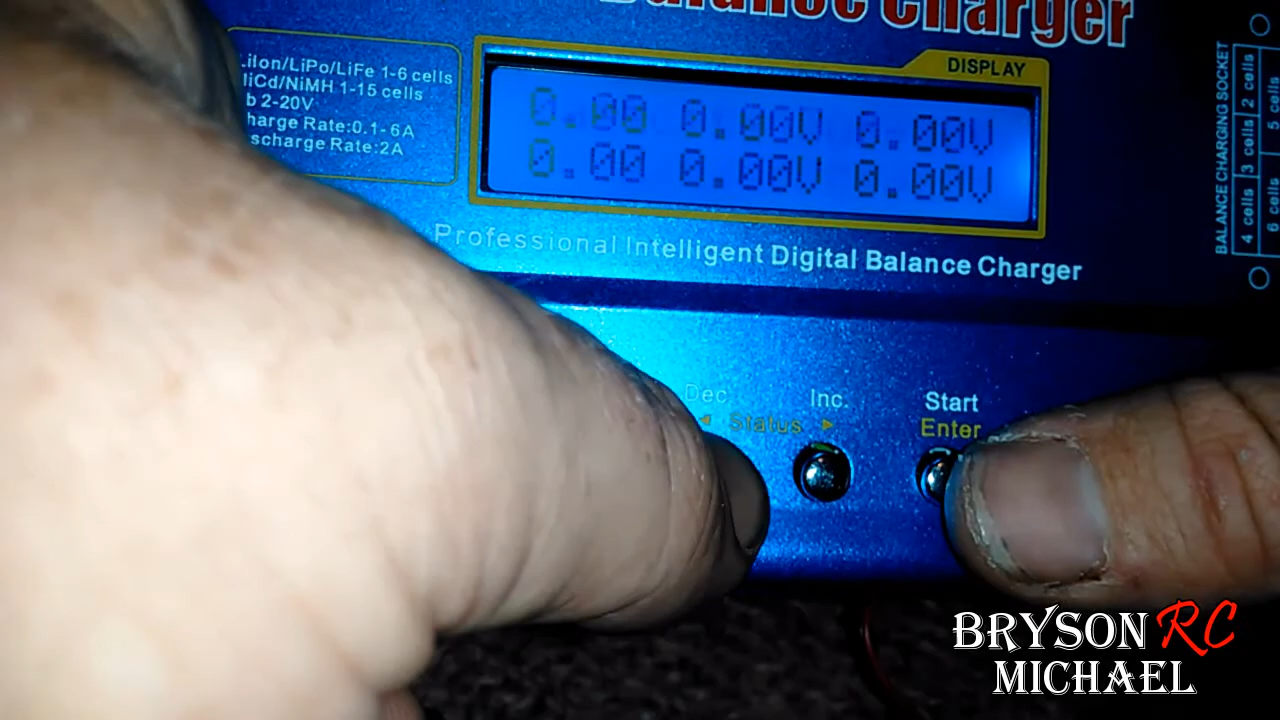 Balance Charger
LiIon/LiPo/LiFe 1-6 cells
NiCd/NiMH 1-15 cells
b 2-20V
harge Rate:0.1-6A
scharge Rate:2A
DISPLAY
0.00 0.00V 0.00V
0.00 0.00V 0.00V
Professional Intelligent Digital Balance Charger
BALANCE CHARGING SOCKET
4 cells 3 cells 2 cells
6 cells 5 cells
Dec
Inc.
◄ Status ►
Start
Enter
BRYSON RC
MICHAEL